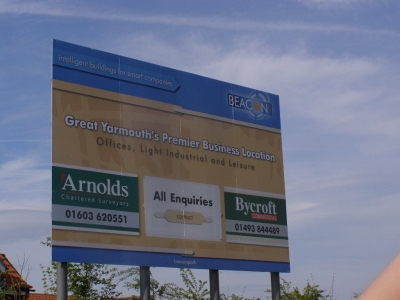 intelligent buildings for smart companies
BEACON
Great Yarmouth's Premier Business Location
Offices, Light Industrial and Leisure
Arnolds
Chartered Surveyors
01603 620551
All Enquiries
Bycroft
COMMERCIAL
01493 844489